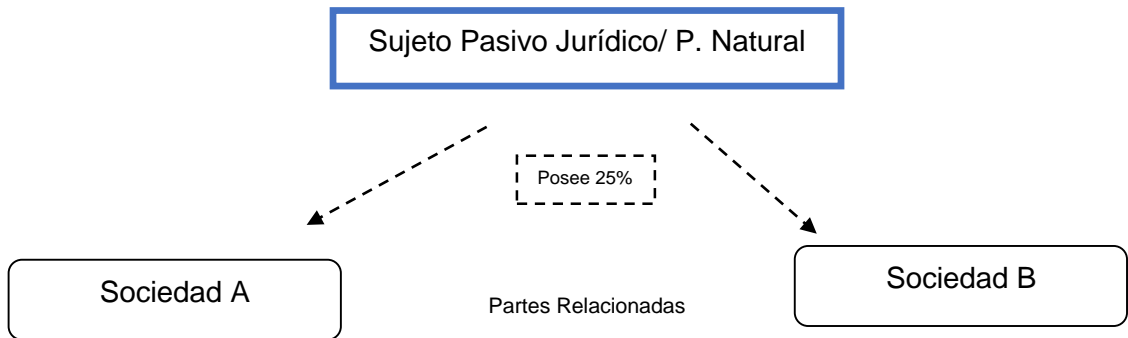 Sujeto Pasivo Jurídico/ P. Natural
Posee 25%
Sociedad A
Partes Relacionadas
Sociedad B